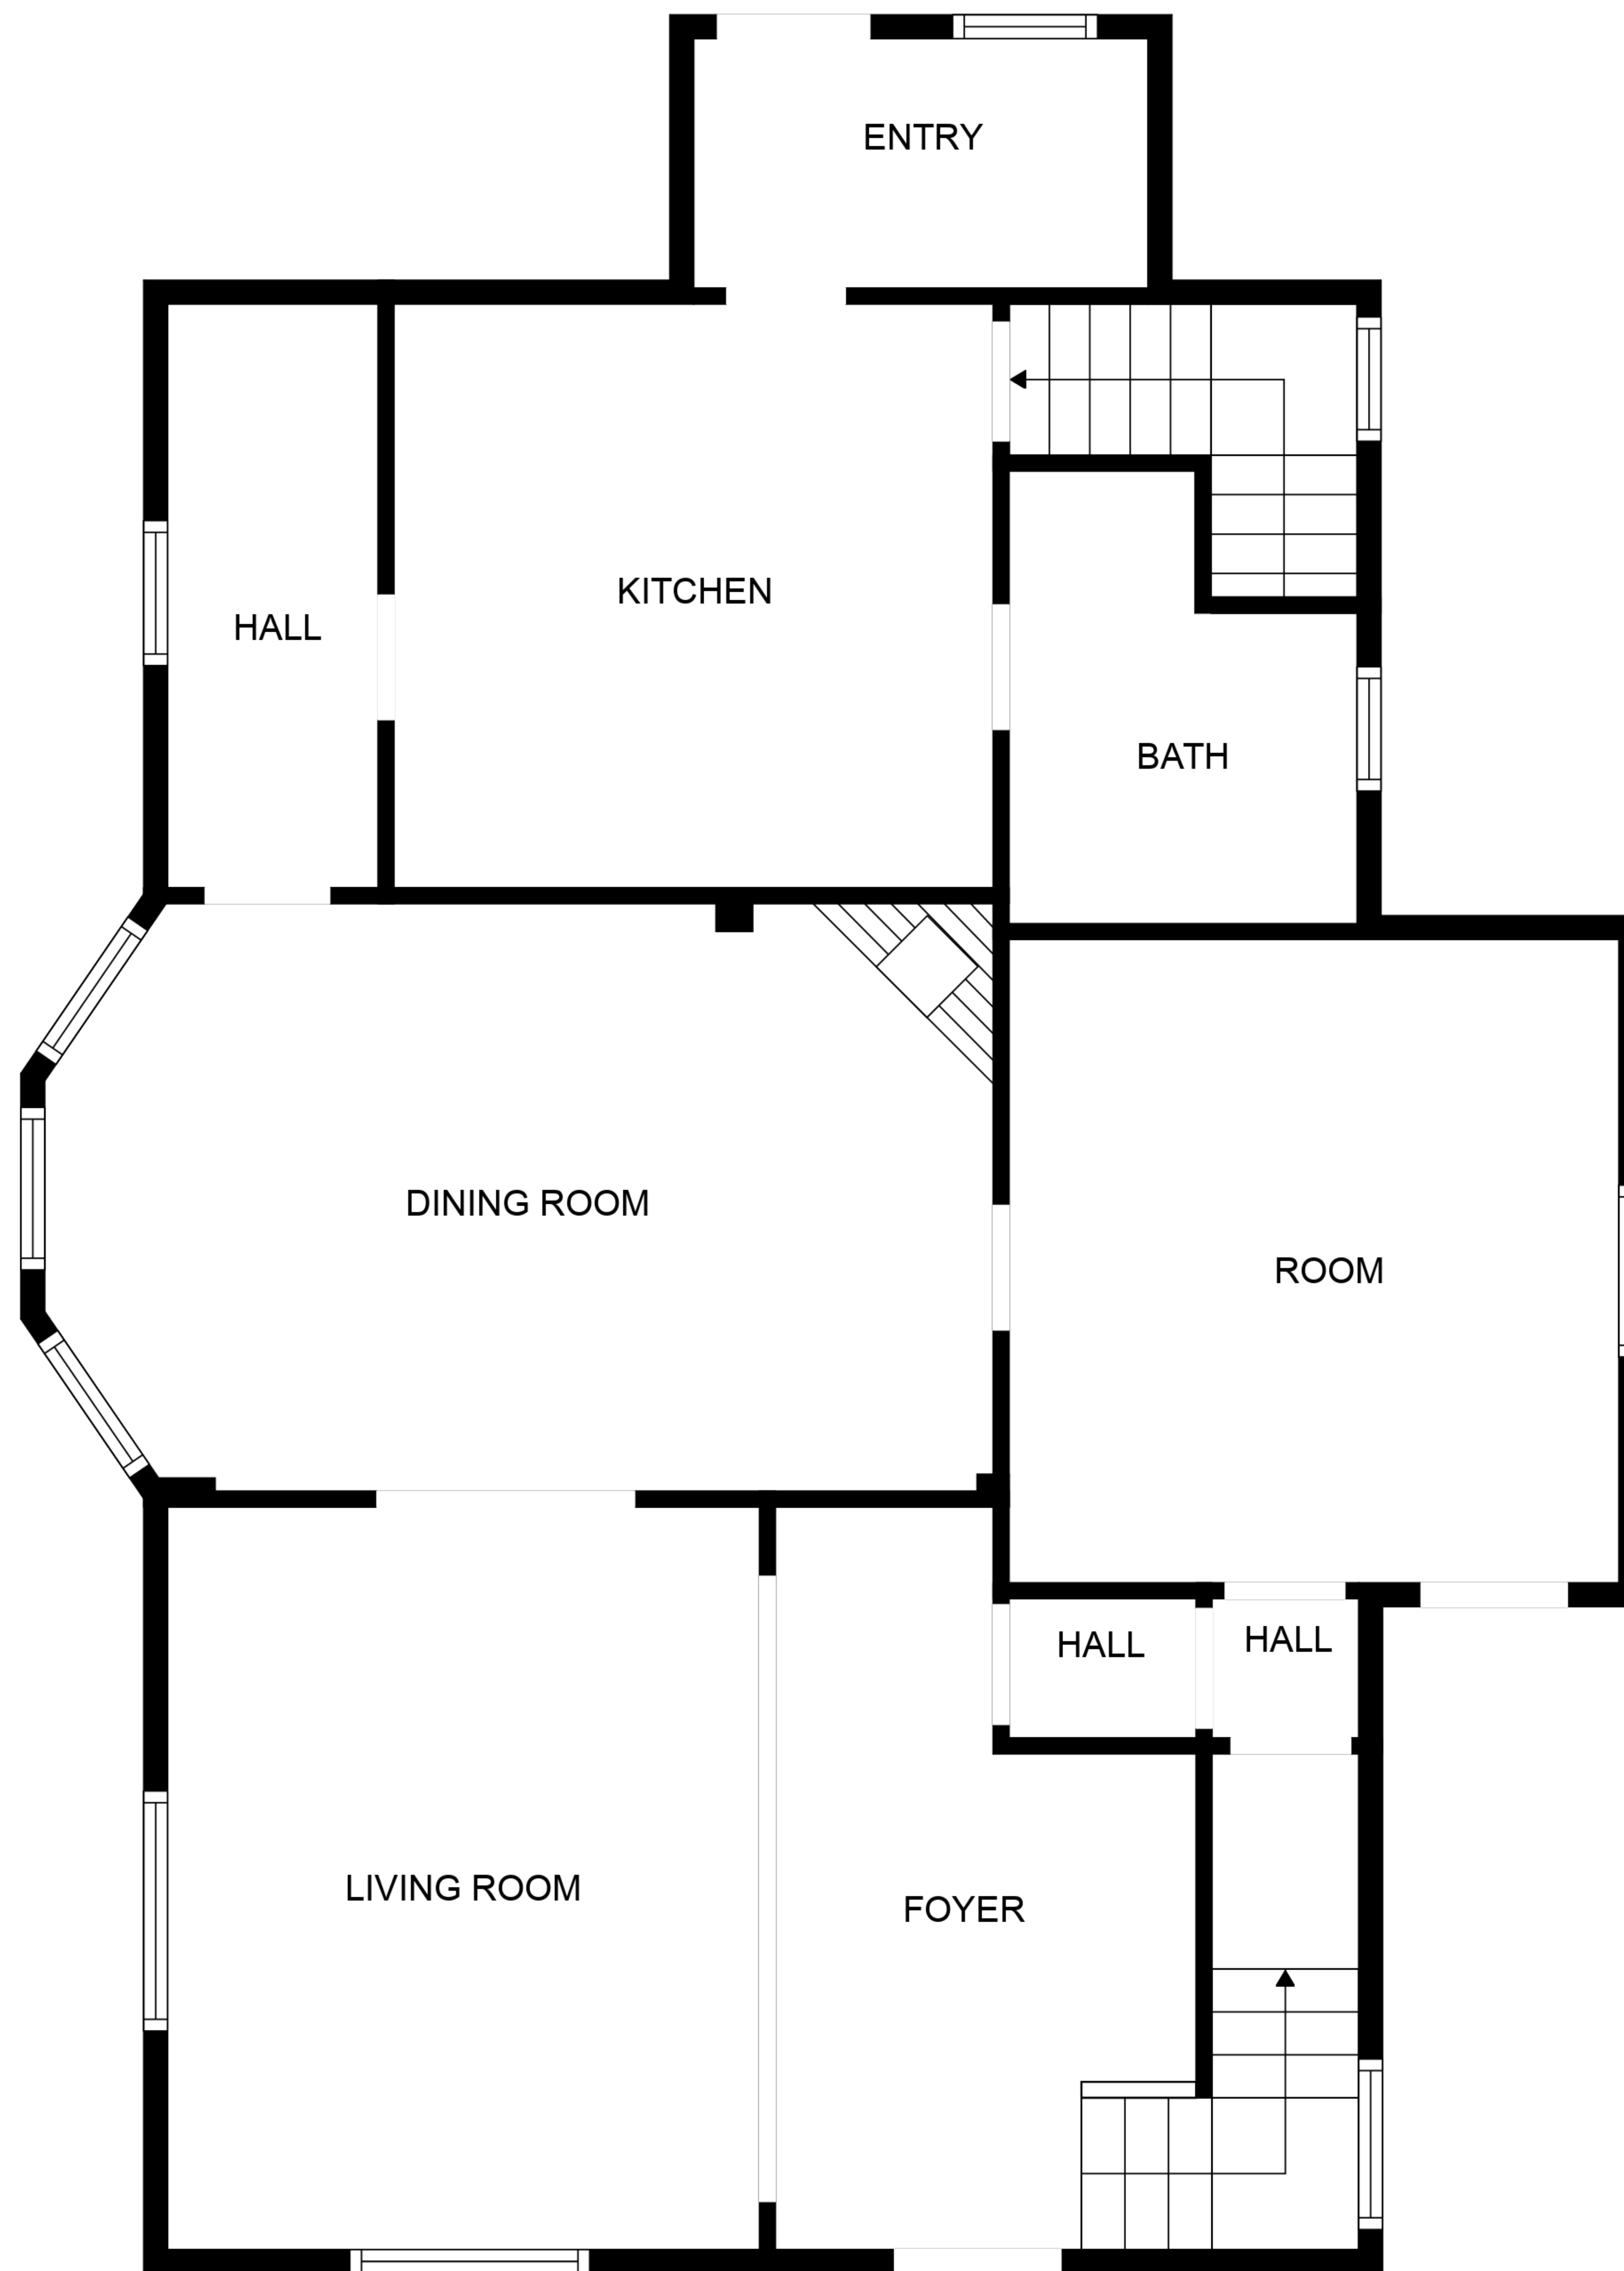 ENTRY
KITCHEN
HALL
BATH
DINING ROOM
ROOM
HALL
HALL
LIVING ROOM
FOYER